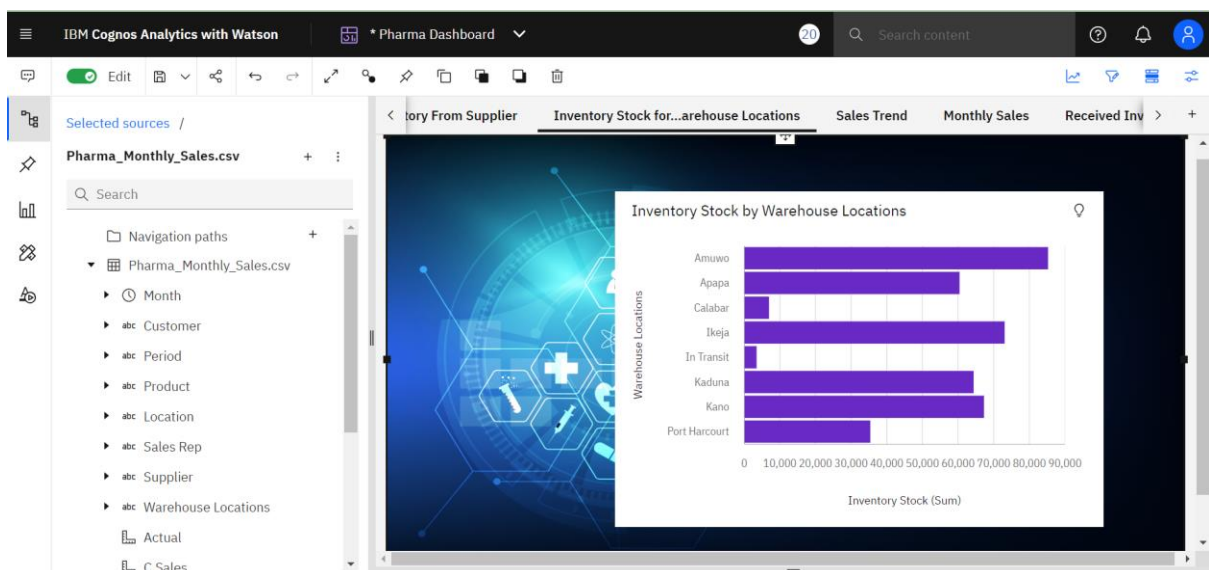 IBM Cognos Analytics with Watson
* Pharma Dashboard
20
Search content
Edit
Selected sources /
tory From Supplier
Inventory Stock for...arehouse Locations
Sales Trend
Monthly Sales
Received Inv
Pharma_Monthly_Sales.csv
Search
Navigation paths
Pharma_Monthly_Sales.csv
Month
abc Customer
abc Period
abc Product
abc Location
abc Sales Rep
abc Supplier
abc Warehouse Locations
Actual
C Sales
Inventory Stock by Warehouse Locations
Warehouse Locations
Amuwo
Apapa
Calabar
Ikeja
In Transit
Kaduna
Kano
Port Harcourt
0 10,000 20,000 30,000 40,000 50,000 60,000 70,000 80,000 90,000
Inventory Stock (Sum)